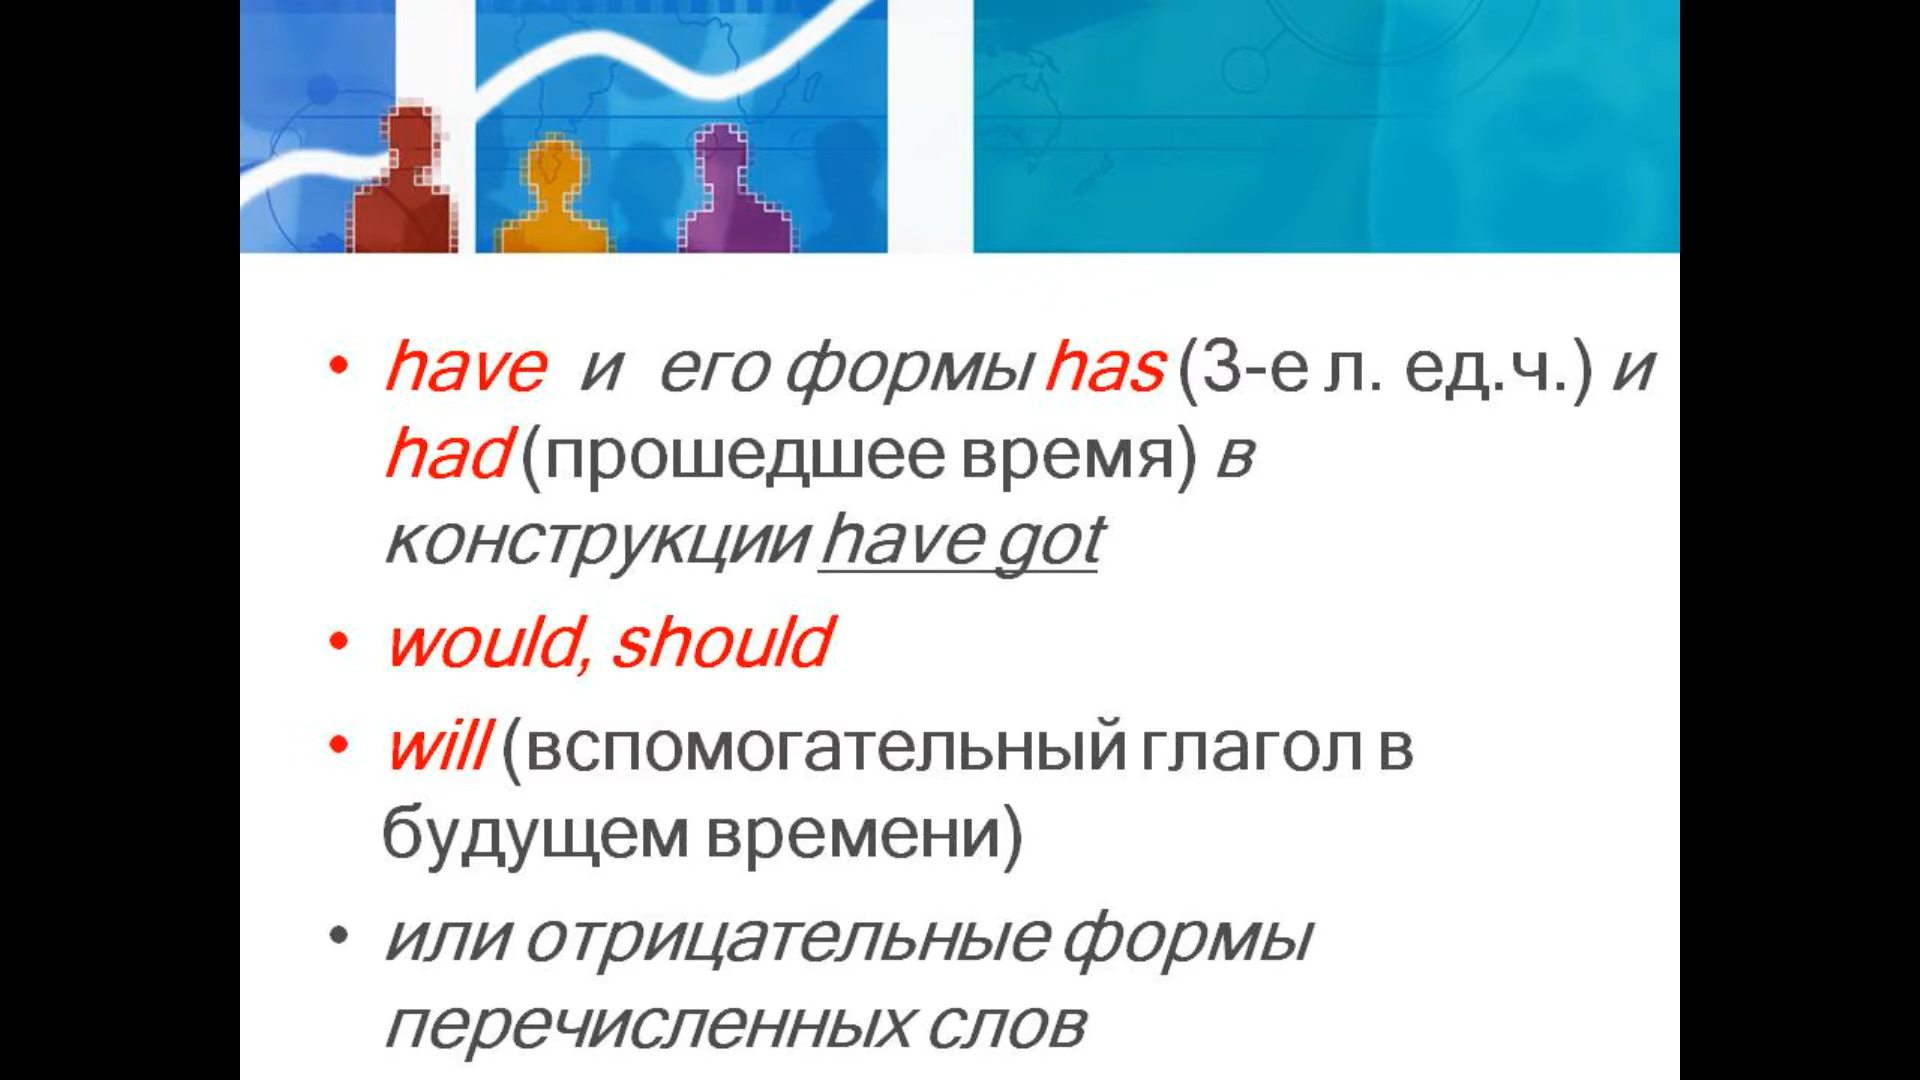 • have и его формы has (3-е л. ед.ч.) и
had (прошедшее время) в
конструкции have got
• would, should
• will (вспомогательный глагол в
будущем времени)
• или отрицательные формы
перечисленных слов